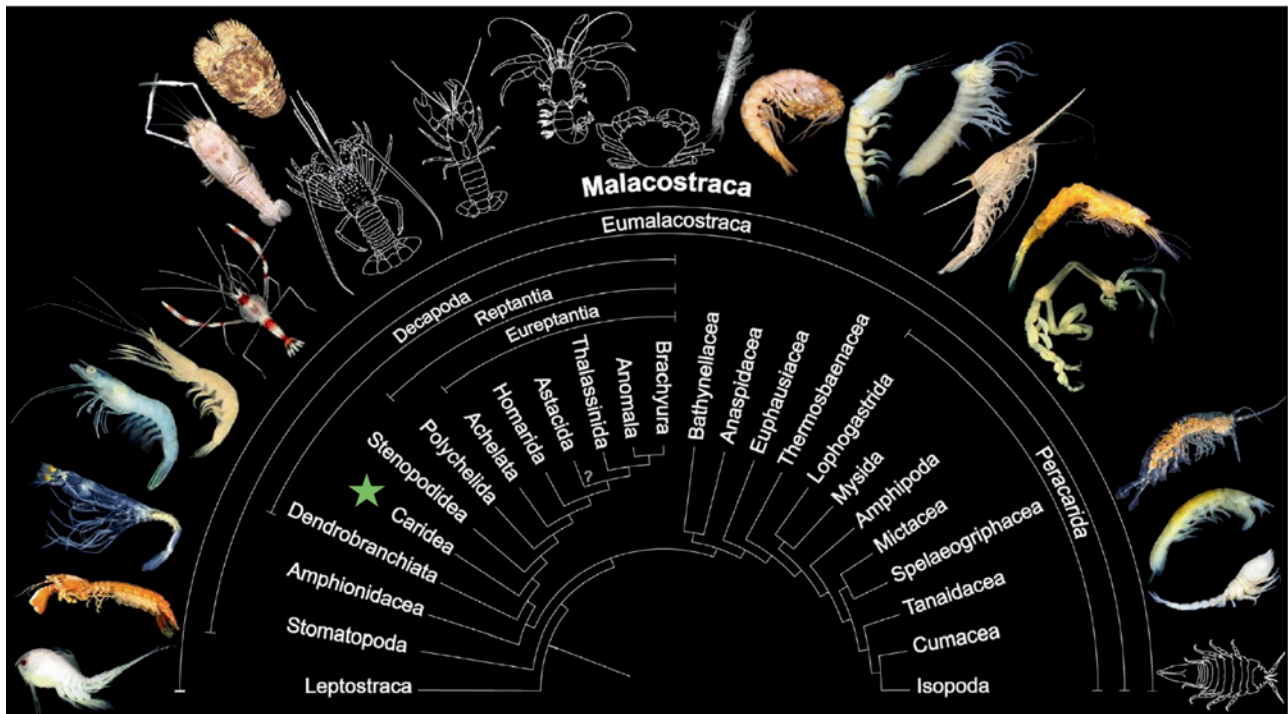 Malacostraca
Eumalacostraca
Decapoda
Reptantia
Eureptantia
Peracarida
Leptostraca
Stomatopoda
Amphionidacea
Dendrobranchiata
Caridea
Stenopodidea
Polychelida
Achelata
Homarida
Astacida
?
Thalassinida
Anomala
Brachyura
Bathynellacea
Anaspidacea
Euphausiacea
Thermosbaenacea
Lophogastrida
Mysida
Amphipoda
Mictacea
Spelaeogriphacea
Tanaidacea
Cumacea
Isopoda